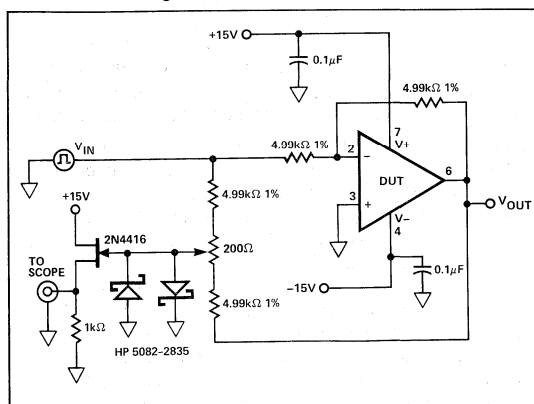 +15V
0.1µF
4.99kΩ 1%
V_IN
4.99kΩ 1%
2
7
V+
−
DUT
6
V_OUT
3
+
V−
4
+15V
4.99kΩ 1%
2N4416
200Ω
TO
SCOPE
0.1µF
−15V
4.99kΩ 1%
1kΩ
HP 5082-2835